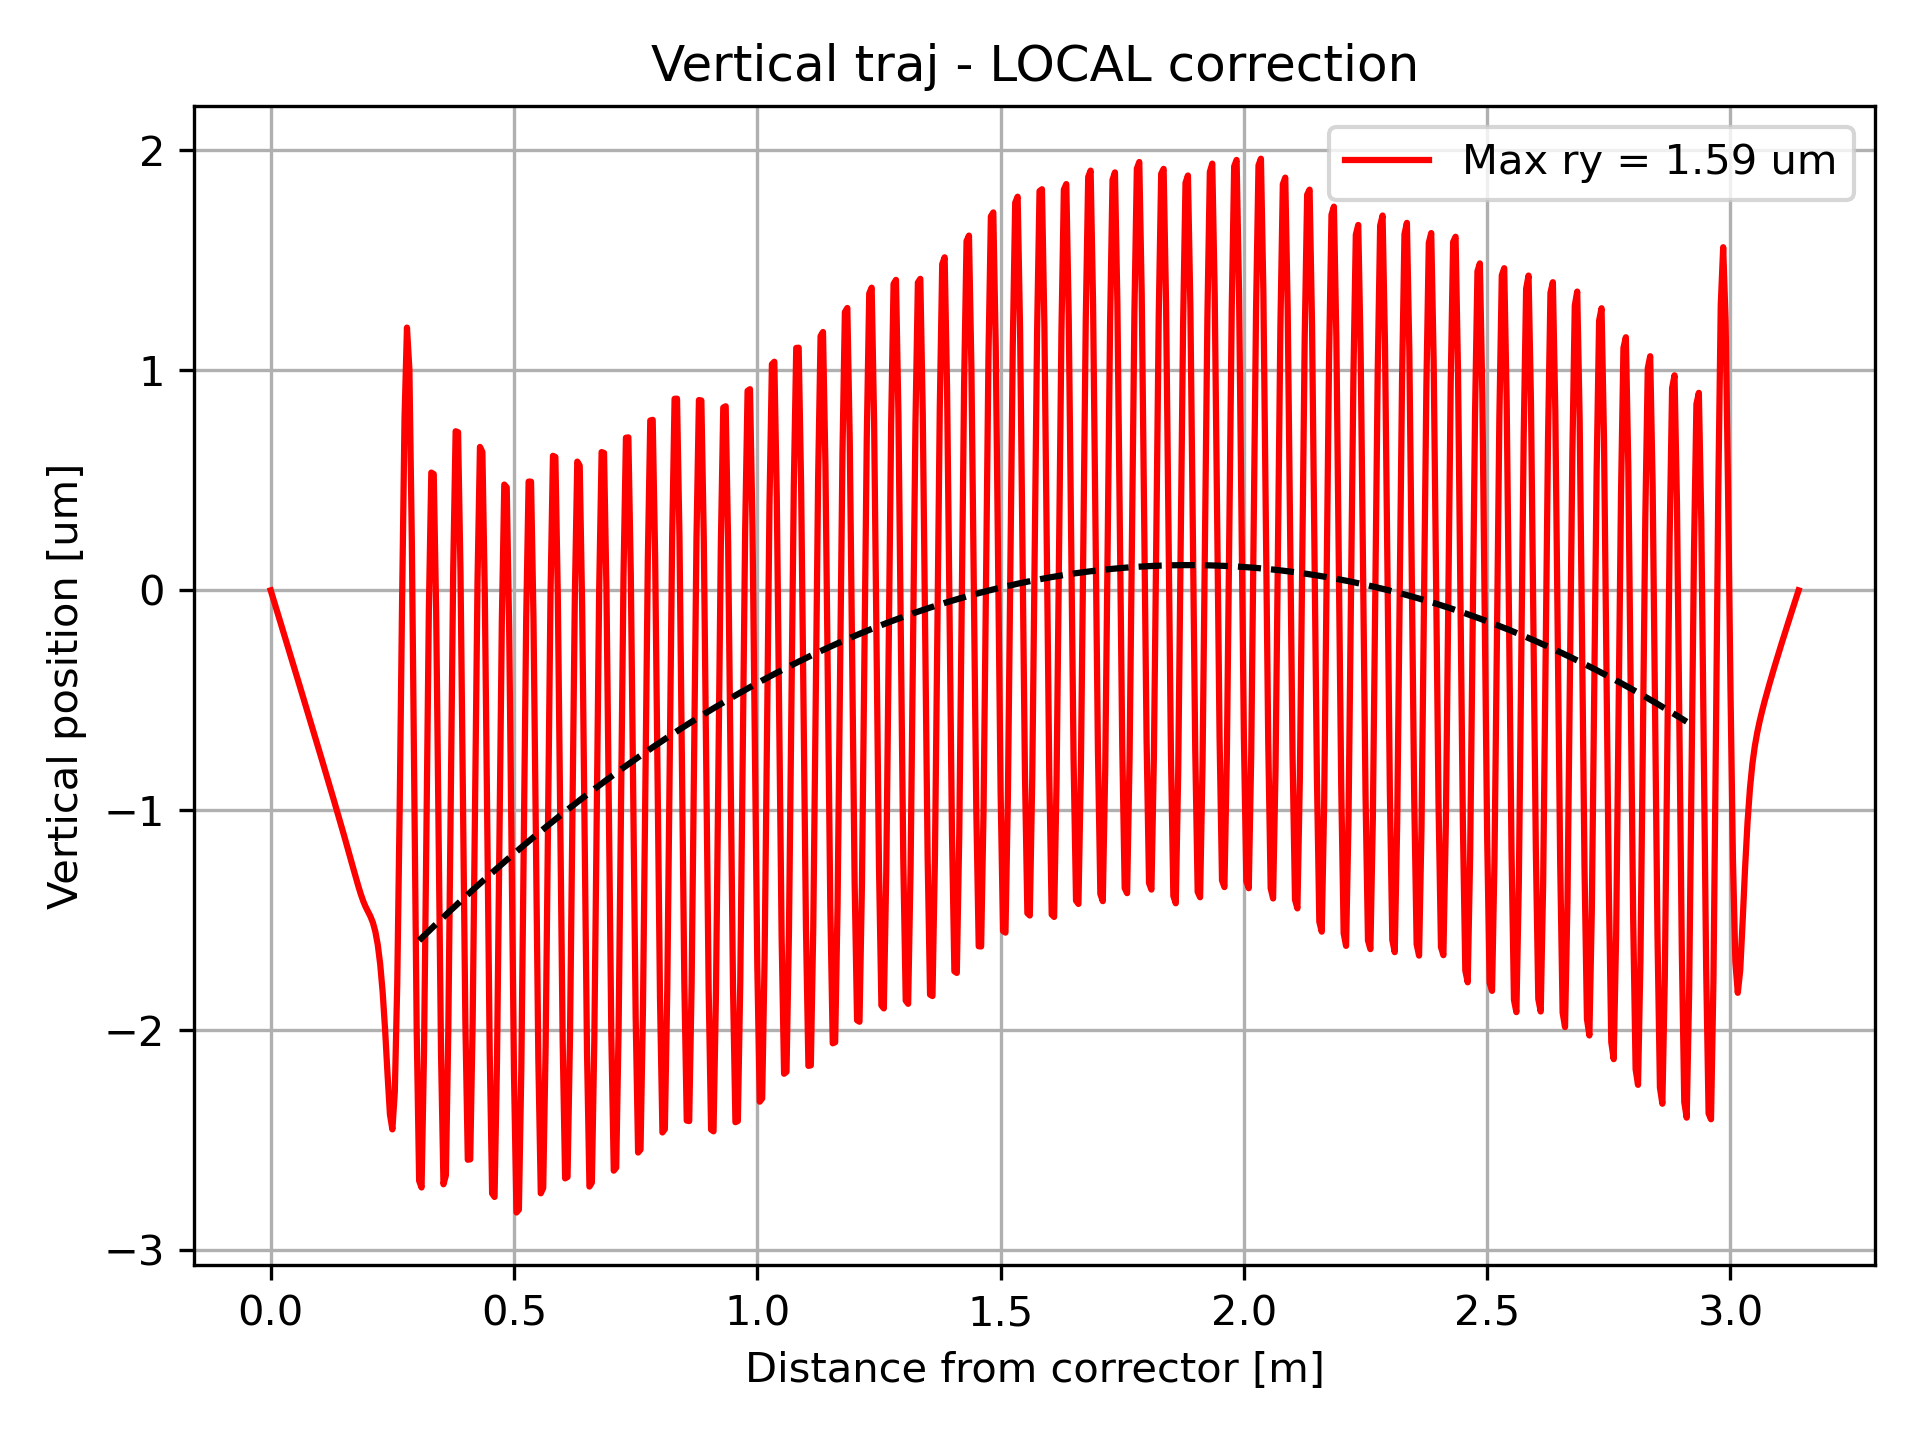 Vertical traj - LOCAL correction
Max ry = 1.59 um
Vertical position [um]
2
1
0
−1
−2
−3
0.0 0.5 1.0 1.5 2.0 2.5 3.0
Distance from corrector [m]